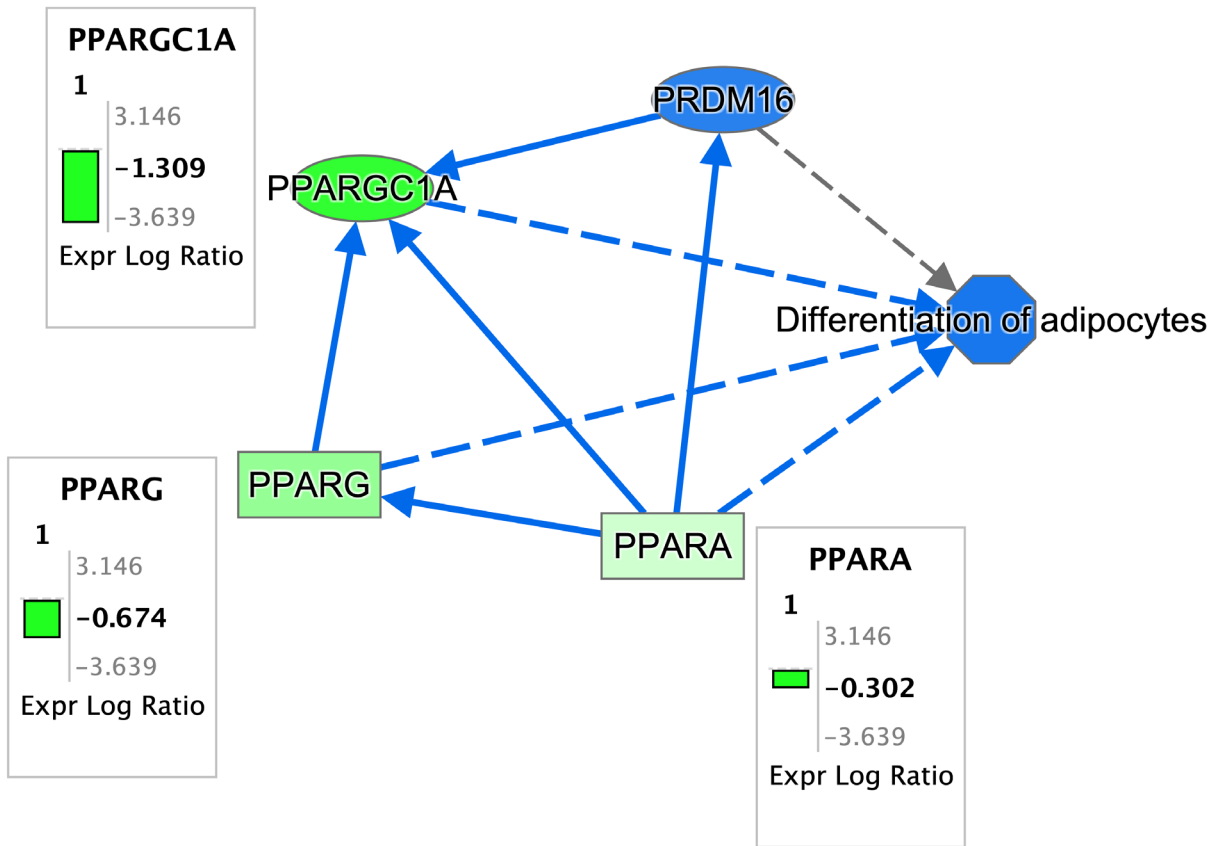 PPARGC1A
1
3.146
−1.309
−3.639
Expr Log Ratio
PRDM16
PPARGC1A
Differentiation of adipocytes
PPARG
1
3.146
−0.674
−3.639
Expr Log Ratio
PPARG
PPARA
PPARA
1
3.146
−0.302
−3.639
Expr Log Ratio